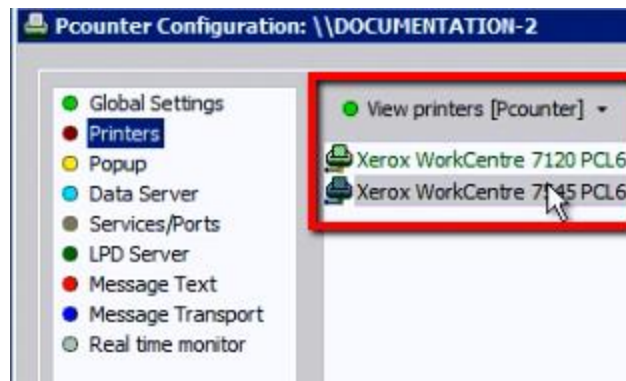 Pcounter Configuration: \\DOCUMENTATION-2
Global Settings
Printers
Popup
Data Server
Services/Ports
LPD Server
Message Text
Message Transport
Real time monitor
View printers [Pcounter]
Xerox WorkCentre 7120 PCL6
Xerox WorkCentre PCL6